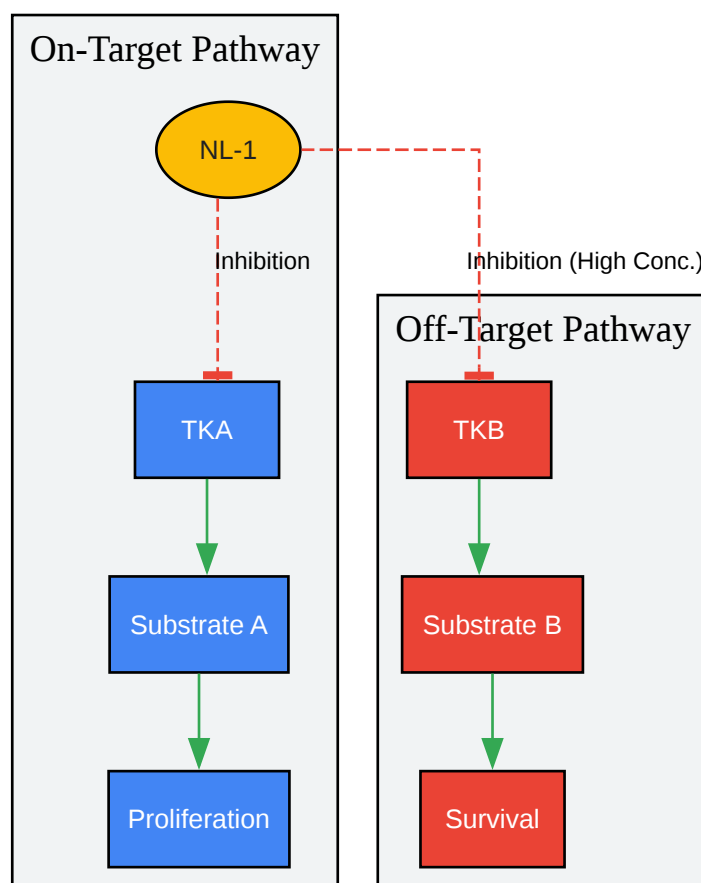 On-Target Pathway
NL-1
Inhibition
Inhibition (High Conc.)
Off-Target Pathway
TKA
TKB
Substrate A
Substrate B
Proliferation
Survival